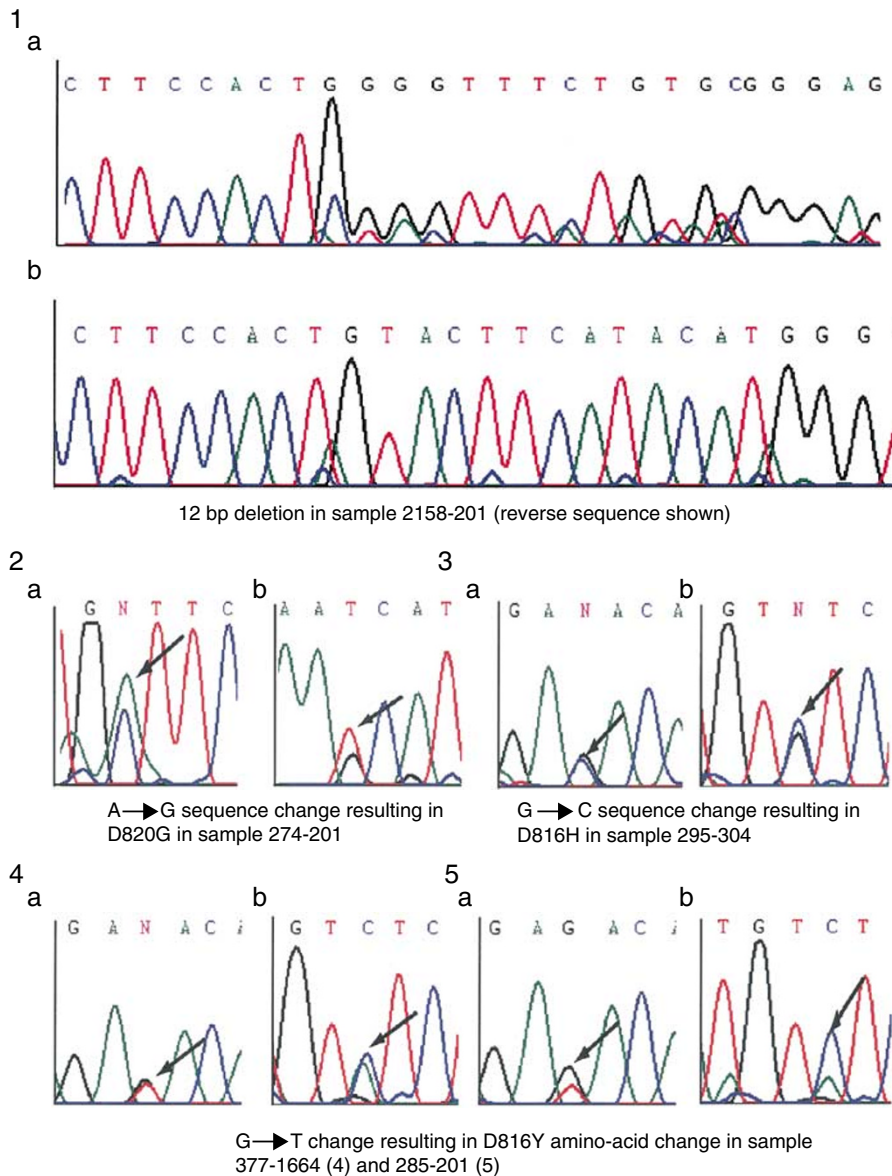 1
a
C T T C C A C T G G G G T T T C T G T G C G G G A G
b
C T T C C A C T G T A C T T C A T A C A T G G G
12 bp deletion in sample 2158-201 (reverse sequence shown)
2 3
a b a b
G N T T C A A T C A T G A N A C A G T N T C
A→G sequence change resulting in
D820G in sample 274-201
G→C sequence change resulting in
D816H in sample 295-304
4 5
a b a b
G A N A C G T C T C G A G A C T G T C T
G→T change resulting in D816Y amino-acid change in sample
377-1664 (4) and 285-201 (5)